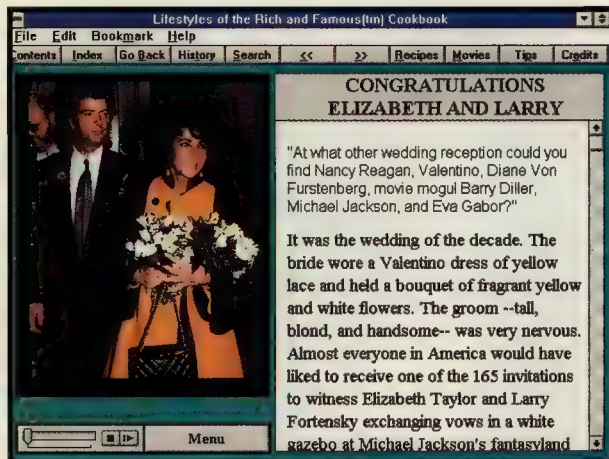 Lifestyles of the Rich and Famous(tm) Cookbook
File Edit Bookmark Help
Contents Index Go Back History Search << >> Recipes Movies Tips Credits
CONGRATULATIONS
ELIZABETH AND LARRY
"At what other wedding reception could you
find Nancy Reagan, Valentino, Diane Von
Furstenberg, movie mogul Barry Diller,
Michael Jackson, and Eva Gabor?"
It was the wedding of the decade. The
bride wore a Valentino dress of yellow
lace and held a bouquet of fragrant yellow
and white flowers. The groom --tall,
blond, and handsome-- was very nervous.
Almost everyone in America would have
liked to receive one of the 165 invitations
to witness Elizabeth Taylor and Larry
Fortensky exchanging vows in a white
gazebo at Michael Jackson's fantasyland
Menu